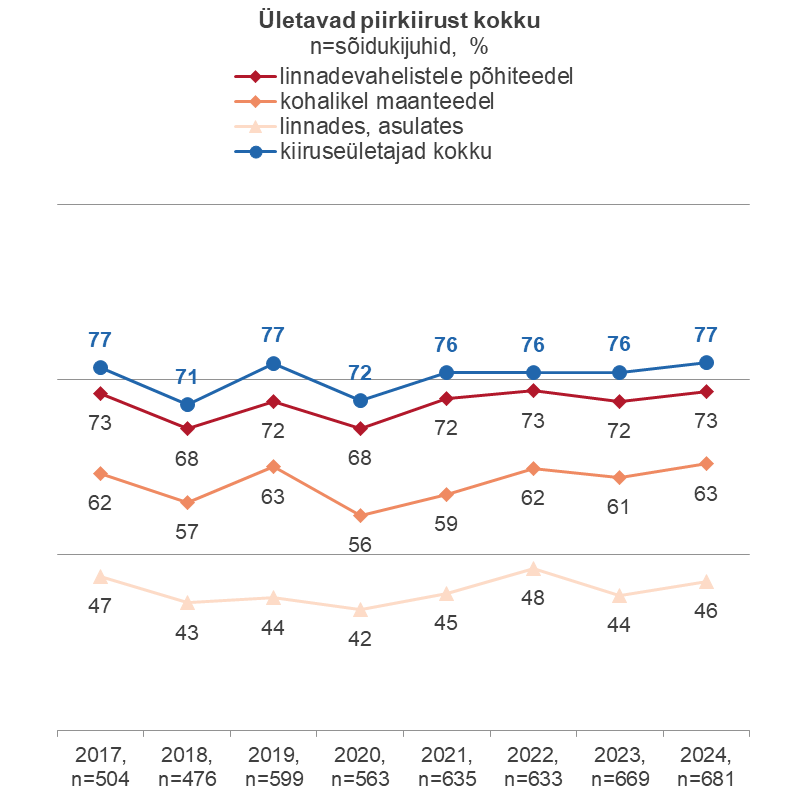 Ületavad piirkiirust kokku
n=sõidukijuhid, %
linnadevahelistele põhiteedel
kohalikel maanteedel
linnades, asulates
kiiruseületajad kokku
77 71 77 72 76 76 76 77
73 68 72 68 72 73 72 73
62 57 63 56 59 62 61 63
47 43 44 42 45 48 44 46
2017, 2018, 2019, 2020, 2021, 2022, 2023, 2024,
n=504 n=476 n=599 n=563 n=635 n=633 n=669 n=681